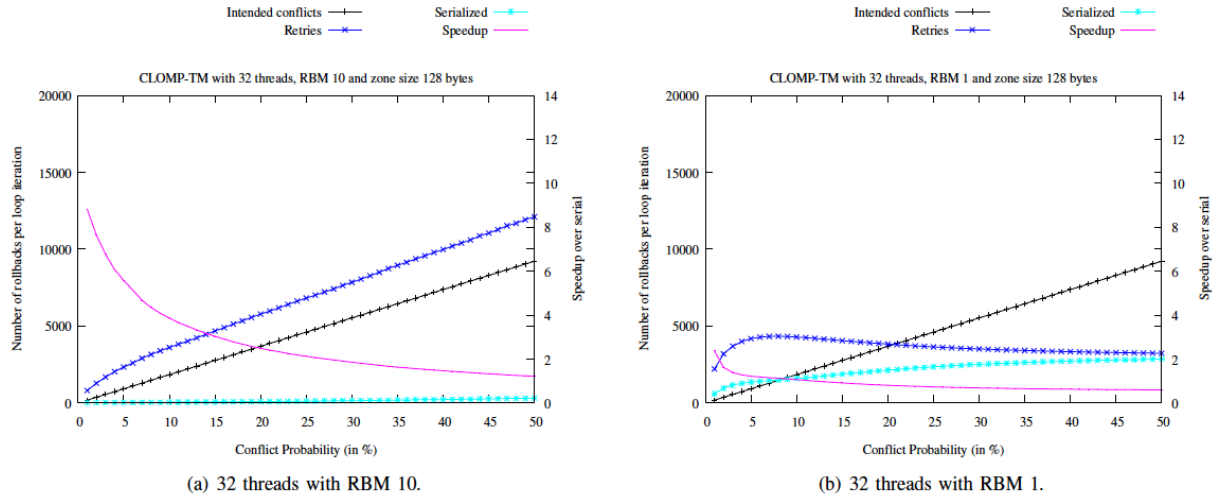 Intended conflicts
Retries
Serialized
Speedup
CLOMP-TM with 32 threads, RBM 10 and zone size 128 bytes
Number of rollbacks per loop iteration
20000
15000
10000
5000
0
14
12
10
8
6
4
2
0
Speedup over serial
0 5 10 15 20 25 30 35 40 45 50
Conflict Probability (in %)
(a) 32 threads with RBM 10.
Intended conflicts
Retries
Serialized
Speedup
CLOMP-TM with 32 threads, RBM 1 and zone size 128 bytes
Number of rollbacks per loop iteration
20000
15000
10000
5000
0
14
12
10
8
6
4
2
0
Speedup over serial
0 5 10 15 20 25 30 35 40 45 50
Conflict Probability (in %)
(b) 32 threads with RBM 1.